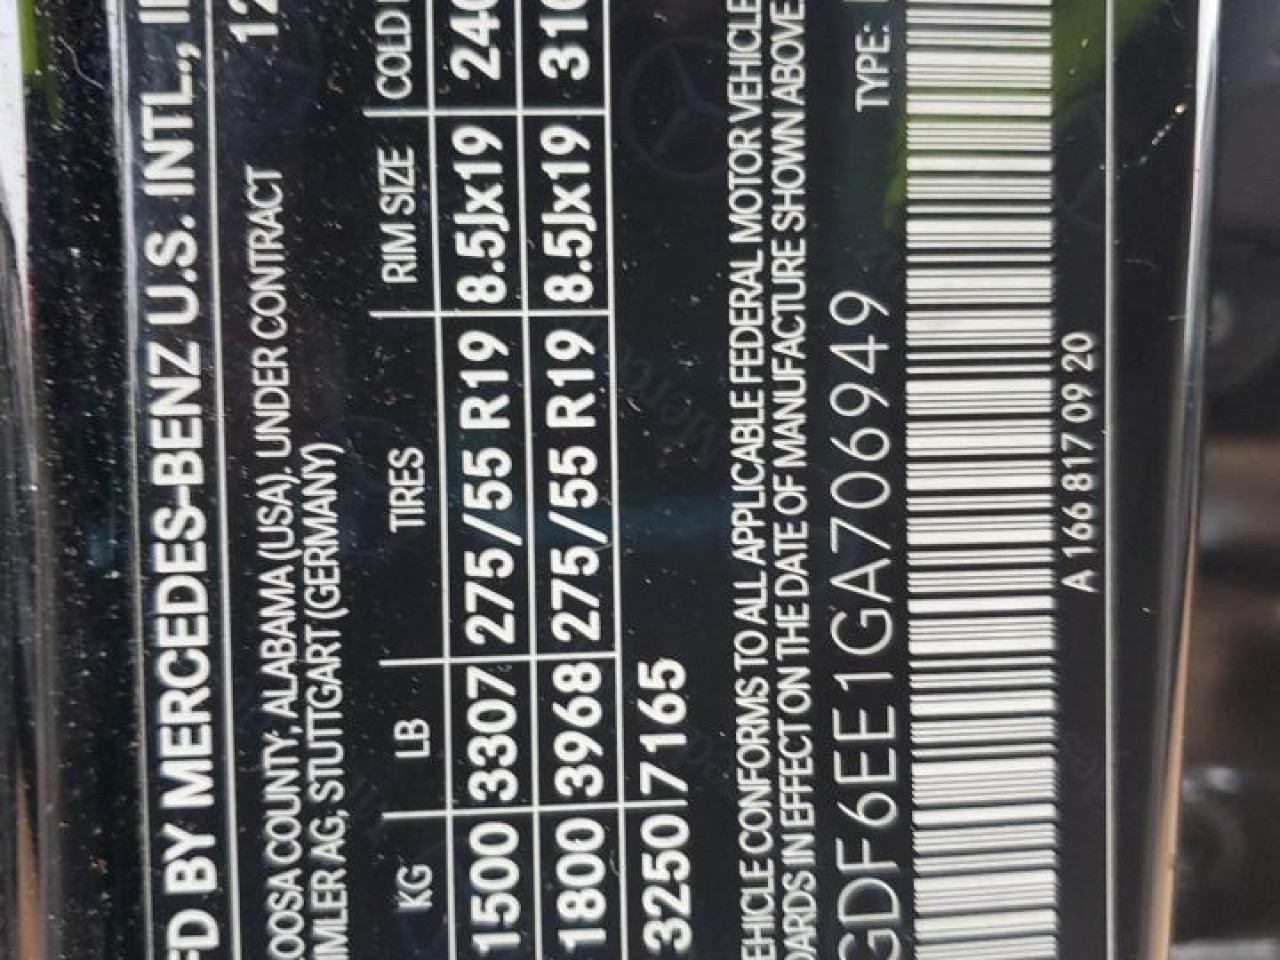 FD BY MERCEDES-BENZ U.S. INTL., I
12
LOOSA COUNTY, ALABAMA (USA). UNDER CONTRACT
IMLER AG, STUTTGART (GERMANY)
KG LB TIRES RIM SIZE COLD
1500 3307 275/55 R19 8.5Jx19 240
1800 3968 275/55 R19 8.5Jx19 310
3250 7165
EHICLE CONFORMS TO ALL APPLICABLE FEDERAL MOTOR VEHICLE
DARDS IN EFFECT ON THE DATE OF MANUFACTURE SHOWN ABOVE.
GDF6EE1GA706949 TYPE:
A 166 817 09 20